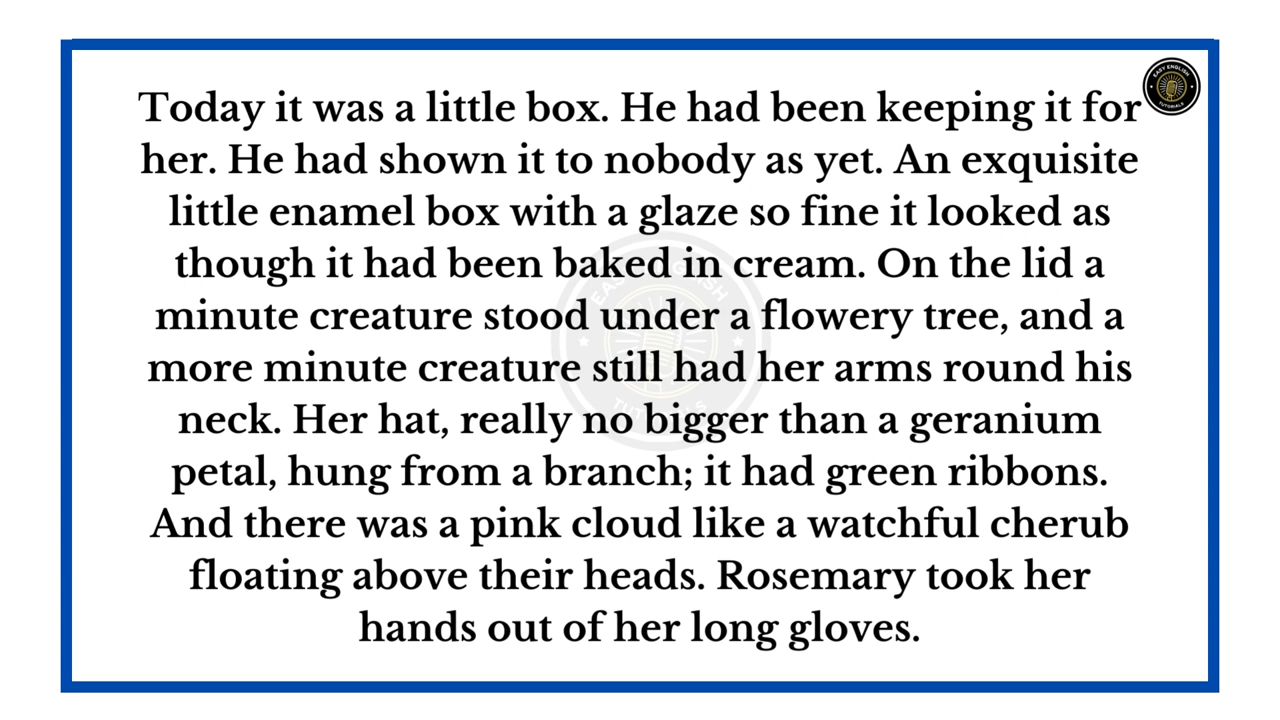 Today it was a little box. He had been keeping it for
her. He had shown it to nobody as yet. An exquisite
little enamel box with a glaze so fine it looked as
though it had been baked in cream. On the lid a
minute creature stood under a flowery tree, and a
more minute creature still had her arms round his
neck. Her hat, really no bigger than a geranium
petal, hung from a branch; it had green ribbons.
And there was a pink cloud like a watchful cherub
floating above their heads. Rosemary took her
hands out of her long gloves.
EASY ENGLISH
TUTORIALS